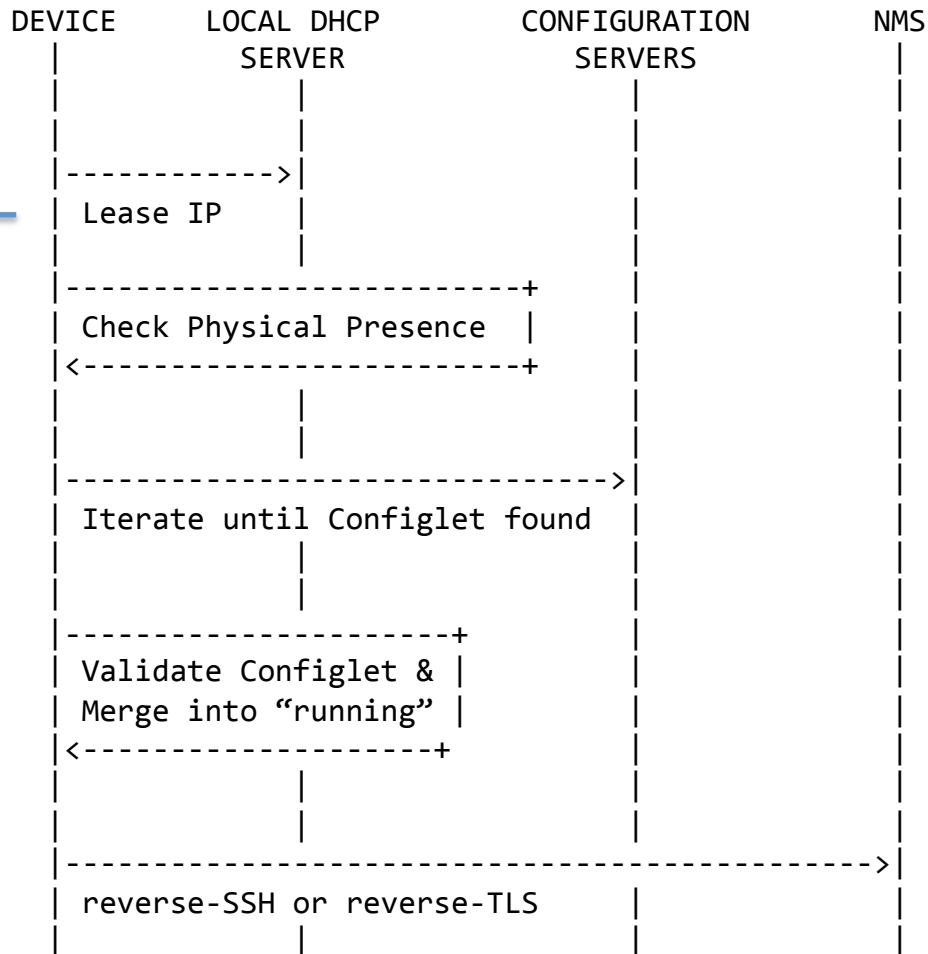 DEVICE LOCAL DHCP CONFIGURATION NMS
SERVER SERVERS
Lease IP
Check Physical Presence
Iterate until Configlet found
Validate Configlet &
Merge into “running”
reverse-SSH or reverse-TLS